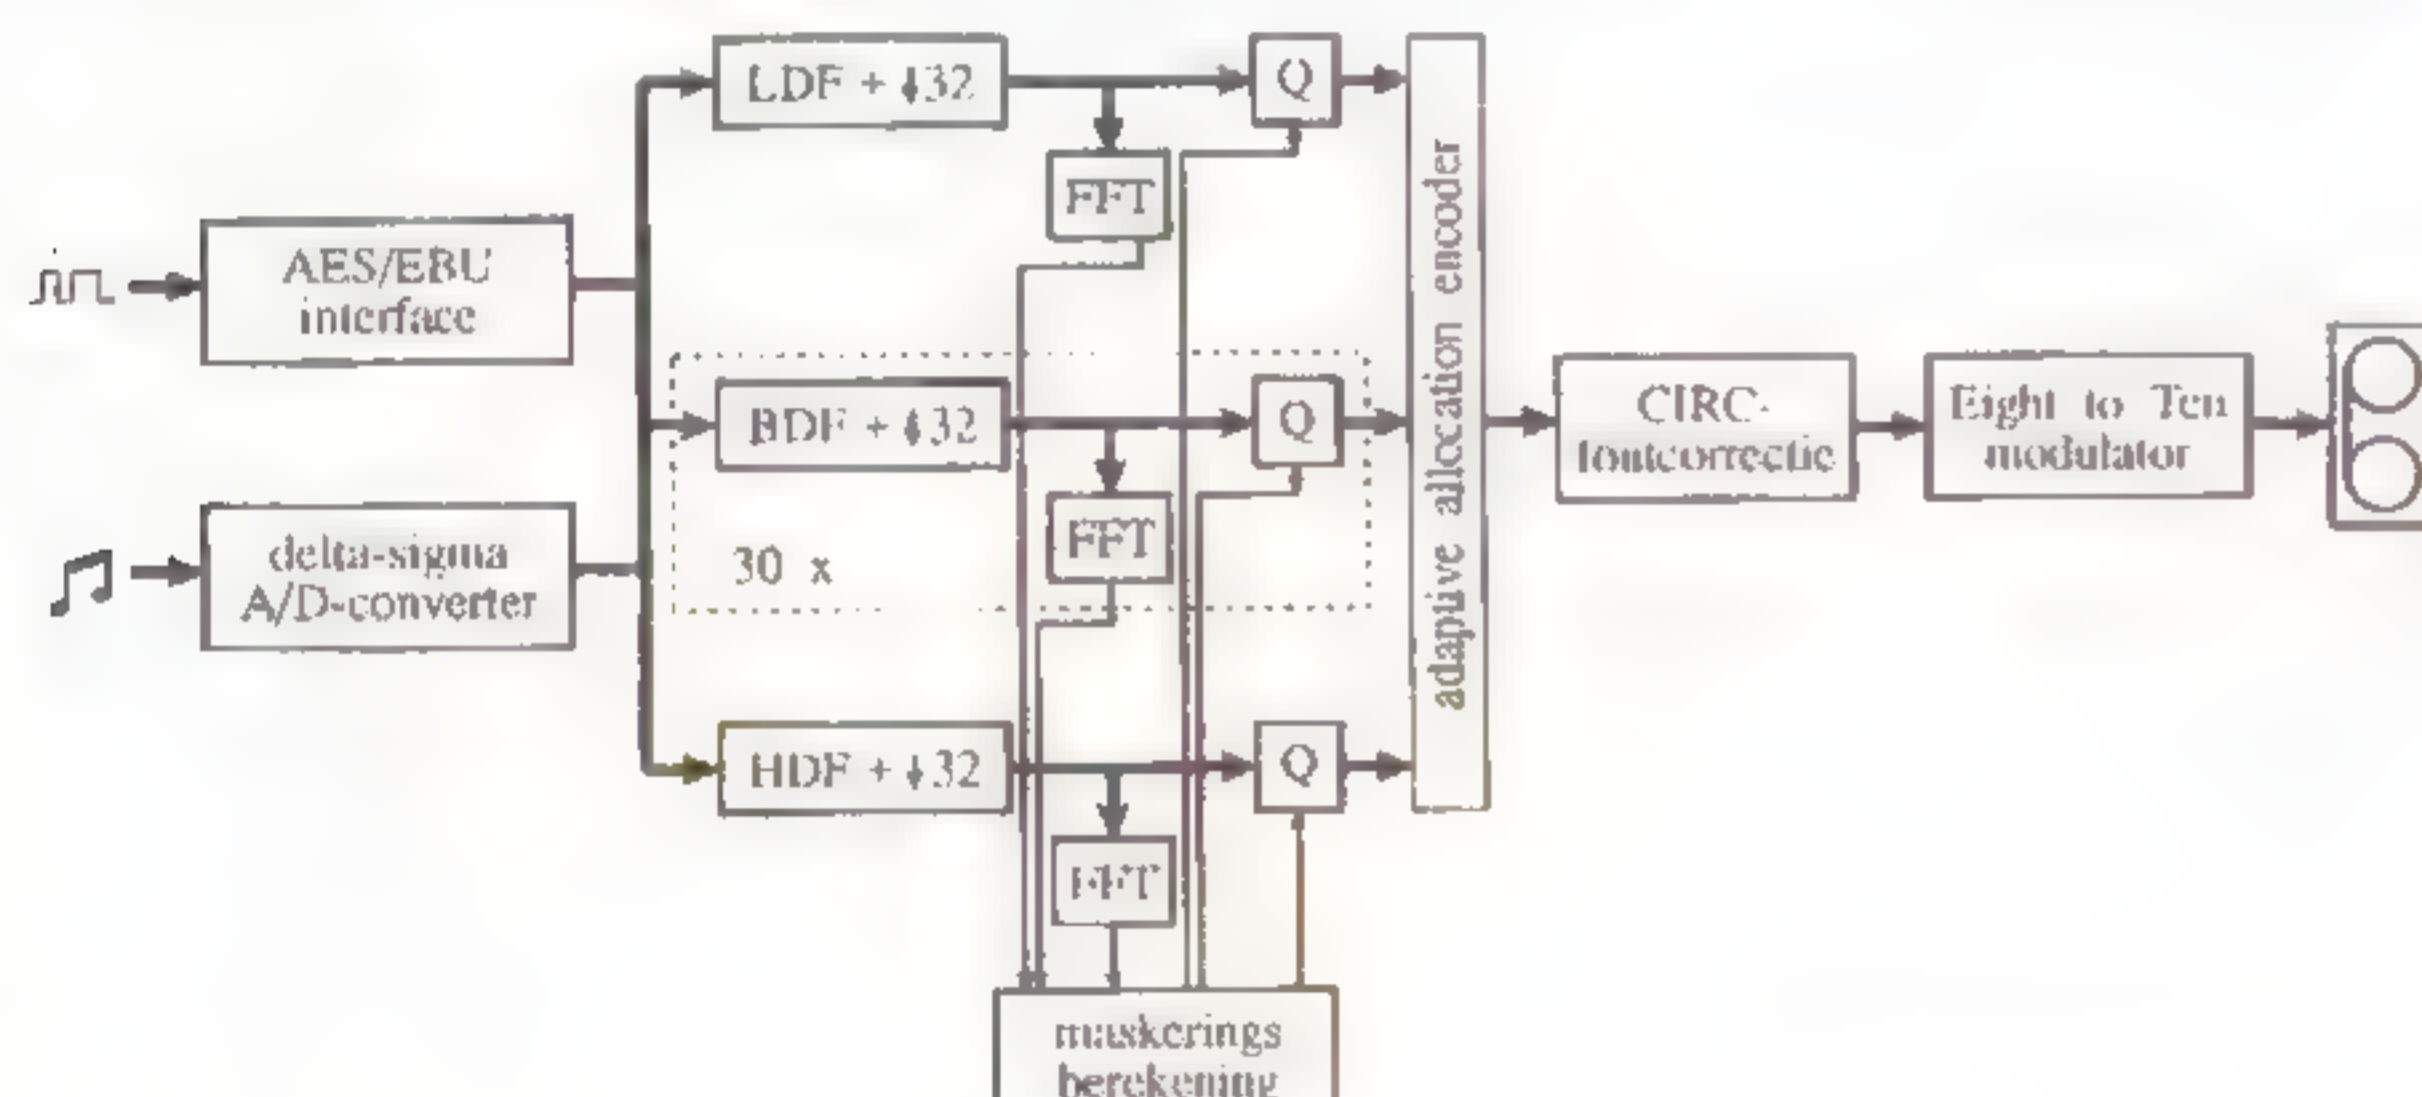 LDF + ↓32
Q
FFT
AES/EBU
interface
BDF + ↓32
Q
FFT
30 x
delta-sigma
A/D-converter
HDF + ↓32
Q
FFT
adaptive allocation encoder
CIRC-
foutcorrectie
Eight to Ten
modulator
maskerings
berekening